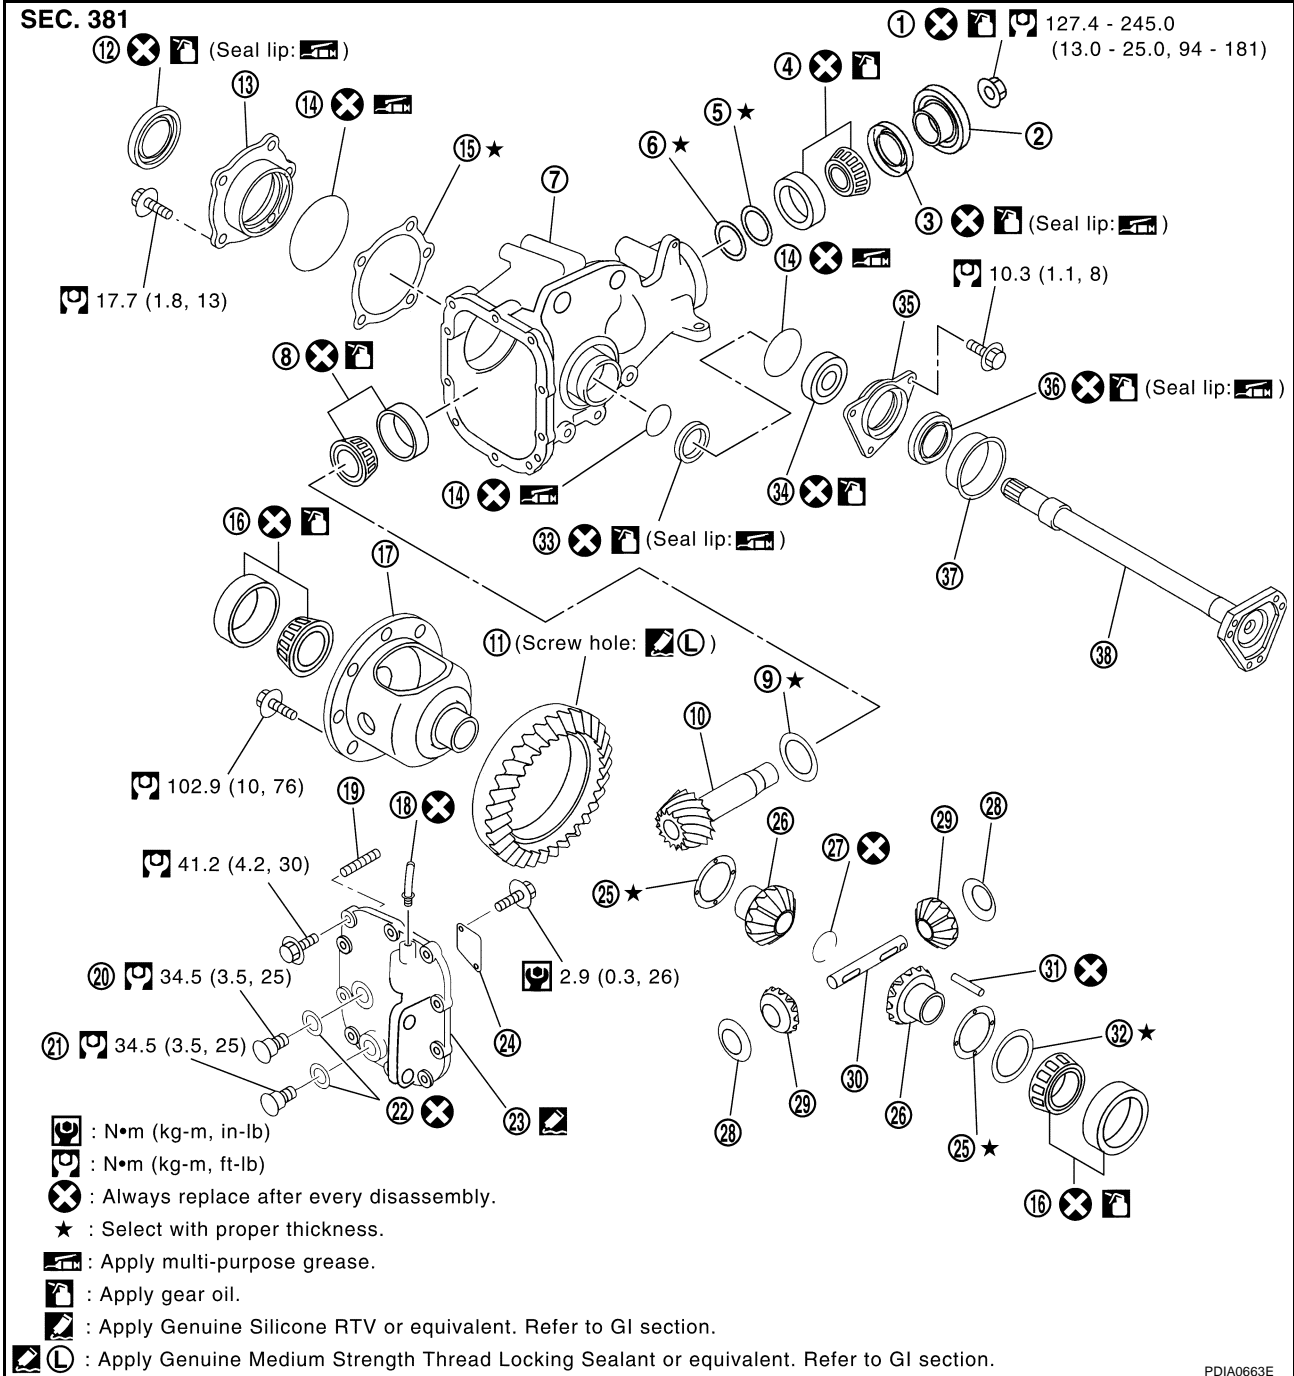 SEC. 381
① 127.4 - 245.0
(13.0 - 25.0, 94 - 181)
⑫ (Seal lip: )
④
⑬
⑭
⑤ ★
②
⑥ ★
⑮ ★
⑦
③ (Seal lip: )
⑭
10.3 (1.1, 8)
17.7 (1.8, 13)
㉟
⑧
㊱ (Seal lip: )
⑭
㉞
⑯
㉝ (Seal lip: )
⑰
㊲
⑪ (Screw hole: Ⓛ )
㊳
⑨ ★
⑩
102.9 (10, 76)
⑲
⑱
㉘
㉖
㉙
㉗
41.2 (4.2, 30)
㉕ ★
⑳ 34.5 (3.5, 25)
2.9 (0.3, 26)
㉛
㉑ 34.5 (3.5, 25)
㉔
㉜ ★
㉚
㉙
㉖
㉒
㉓
㉘
㉕ ★
⑯
: N•m (kg-m, in-lb)
: N•m (kg-m, ft-lb)
: Always replace after every disassembly.
★ : Select with proper thickness.
: Apply multi-purpose grease.
: Apply gear oil.
: Apply Genuine Silicone RTV or equivalent. Refer to GI section.
Ⓛ : Apply Genuine Medium Strength Thread Locking Sealant or equivalent. Refer to GI section.
PDIA0663E